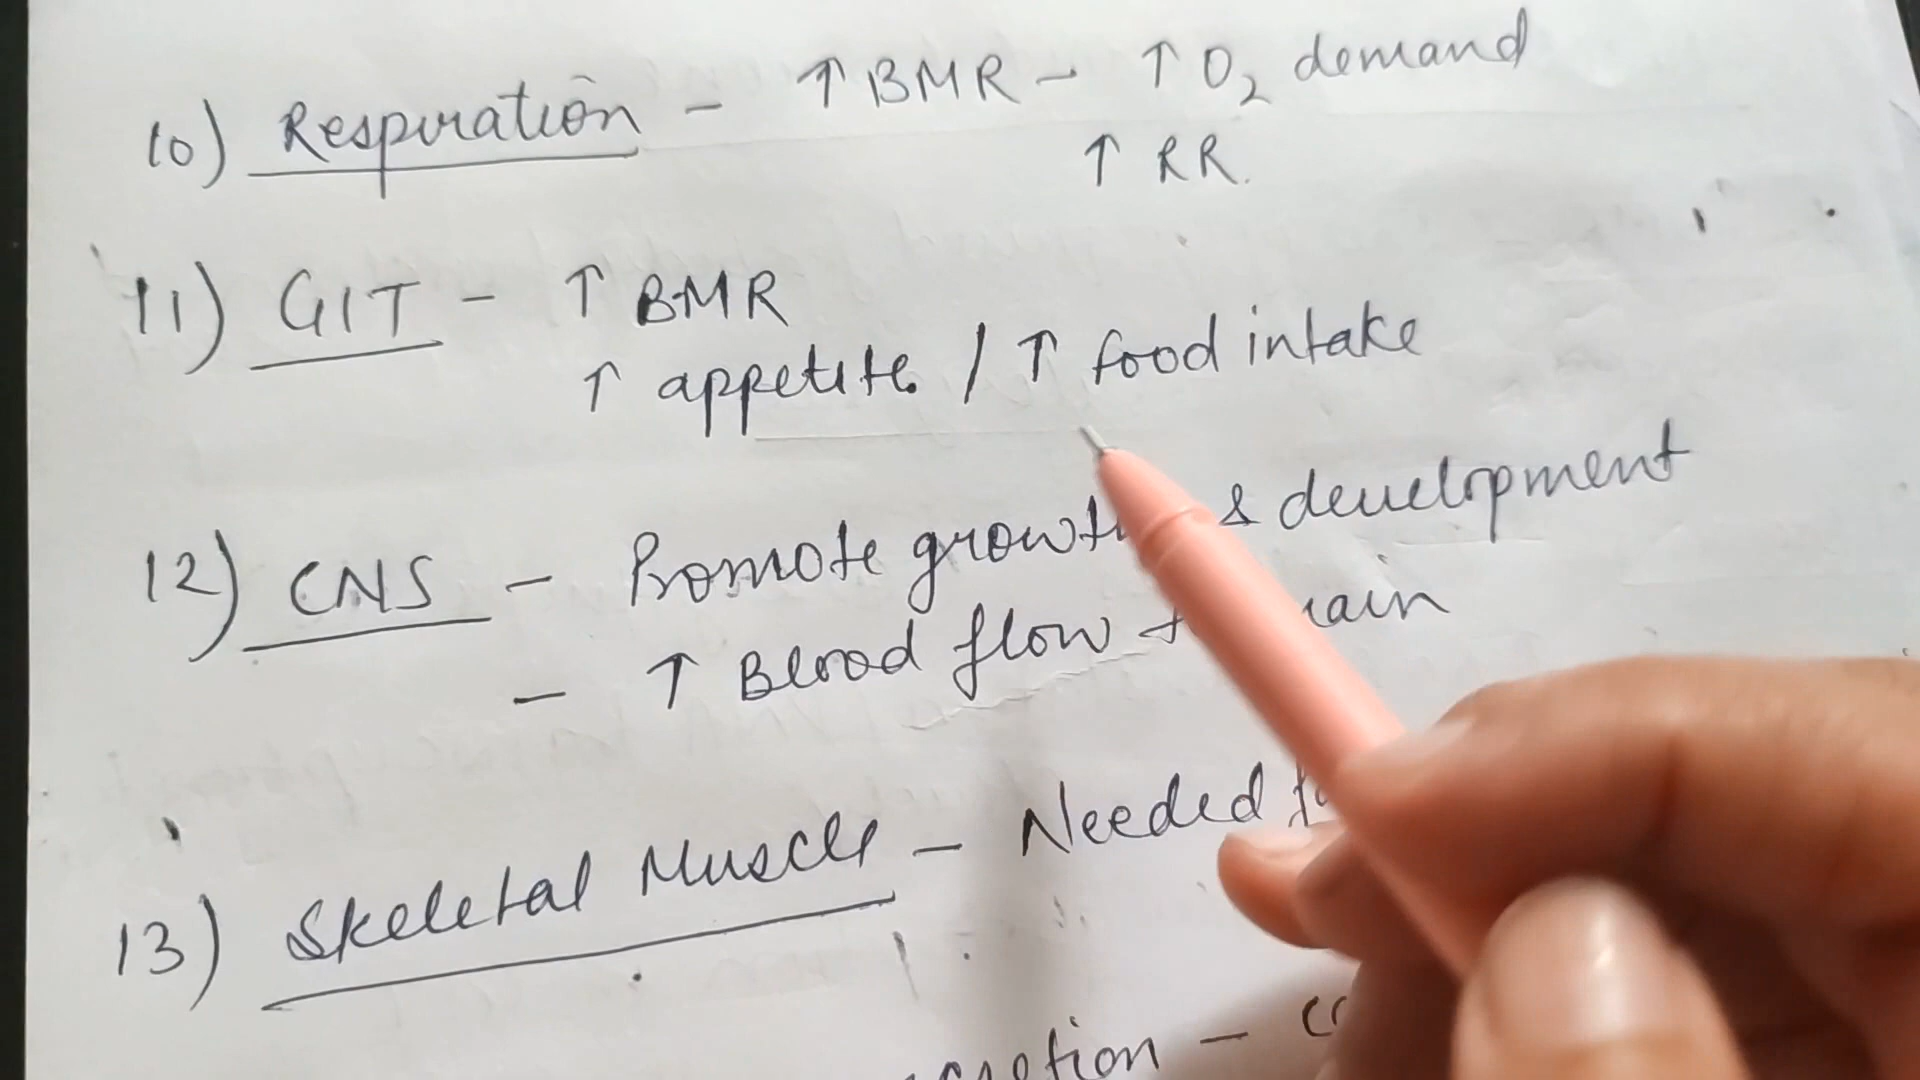 10) Respiration - ↑ BMR - ↑ O₂ demand
↑ RR.
11) GIT - ↑ BMR
↑ appetite / ↑ food intake
12) CNS - Promote growth & development
- ↑ Blood flow
13) Skeletal Muscle - Needed